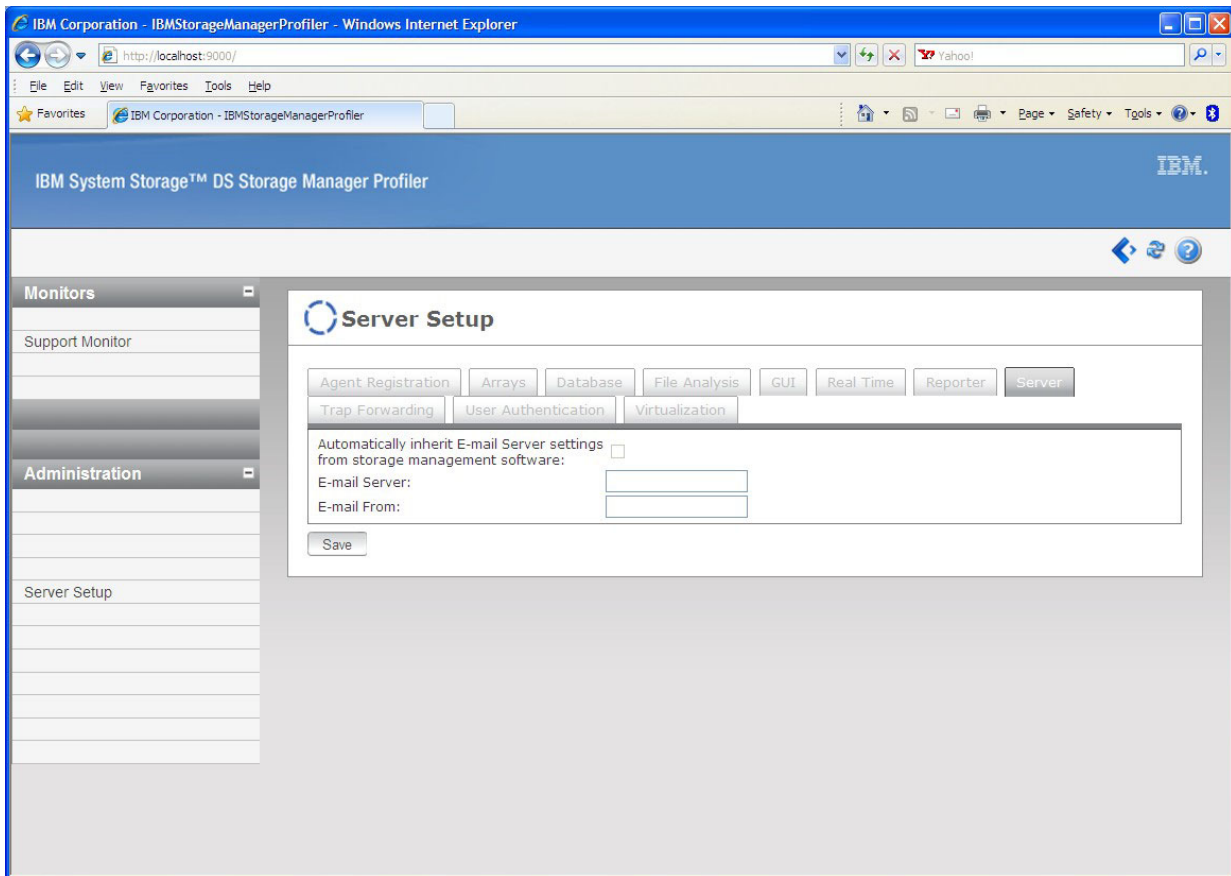 IBM Corporation - IBMStorageManagerProfiler - Windows Internet Explorer
http://localhost:9000/
Yahoo!
File Edit View Favorites Tools Help
Favorites IBM Corporation - IBMStorageManagerProfiler Page Safety Tools
IBM.
IBM System Storage™ DS Storage Manager Profiler
Monitors
Support Monitor
Administration
Server Setup
Server Setup
Agent Registration Arrays Database File Analysis GUI Real Time Reporter Server
Trap Forwarding User Authentication Virtualization
Automatically inherit E-mail Server settings
from storage management software:
E-mail Server:
E-mail From:
Save